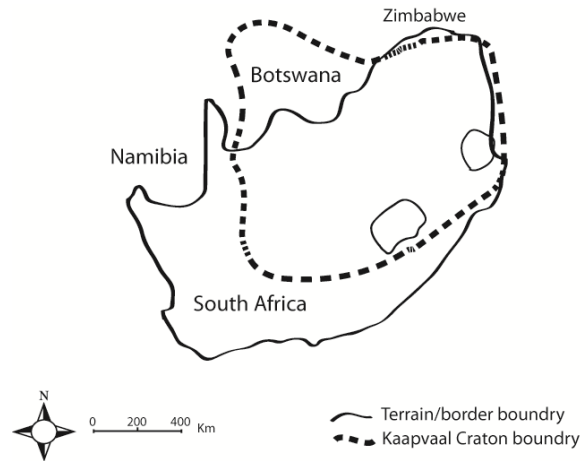 Zimbabwe
Botswana
Namibia
South Africa
N
0 200 400 Km
Terrain/border boundry
Kaapvaal Craton boundry